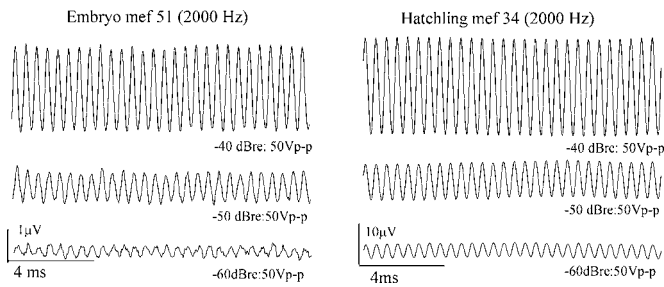 Embryo mef 51 (2000 Hz)
-40 dBre: 50Vp-p
-50 dBre:50Vp-p
1μV
4 ms
-60dBre:50Vp-p
Hatchling mef 34 (2000 Hz)
-40 dBre: 50Vp-p
-50 dBre:50Vp-p
10μV
4ms
-60dBre:50Vp-p